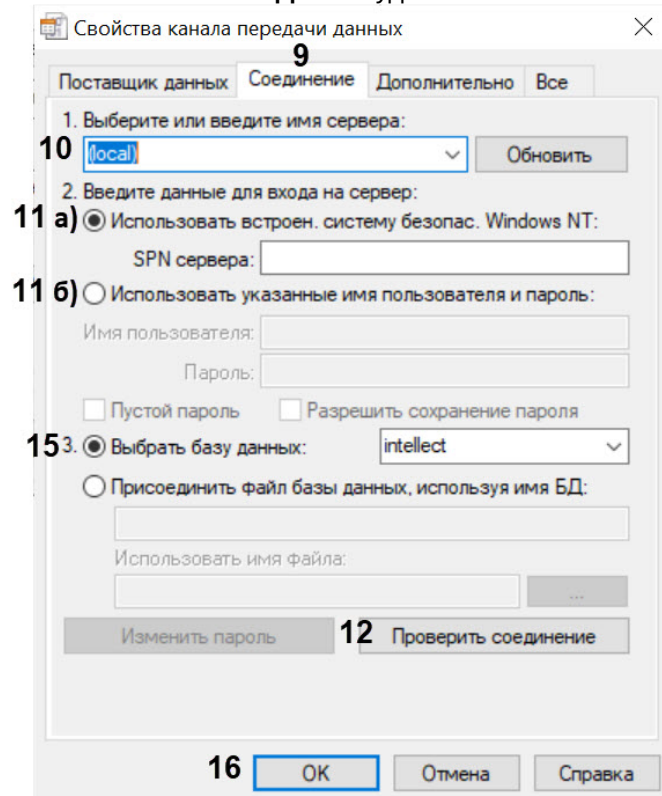 Свойства канала передачи данных
9
Поставщик данных Соединение Дополнительно Все
1. Выберите или введите имя сервера:
10 (local) Обновить
2. Введите данные для входа на сервер:
11 а) Использовать встроен. систему безопас. Windows NT:
SPN сервера:
11 б) Использовать указанные имя пользователя и пароль:
Имя пользователя:
Пароль:
Пустой пароль Разрешить сохранение пароля
15 3. Выбрать базу данных: intellect
Присоединить файл базы данных, используя имя БД:
Использовать имя файла:
...
Изменить пароль 12 Проверить соединение
16 OK Отмена Справка